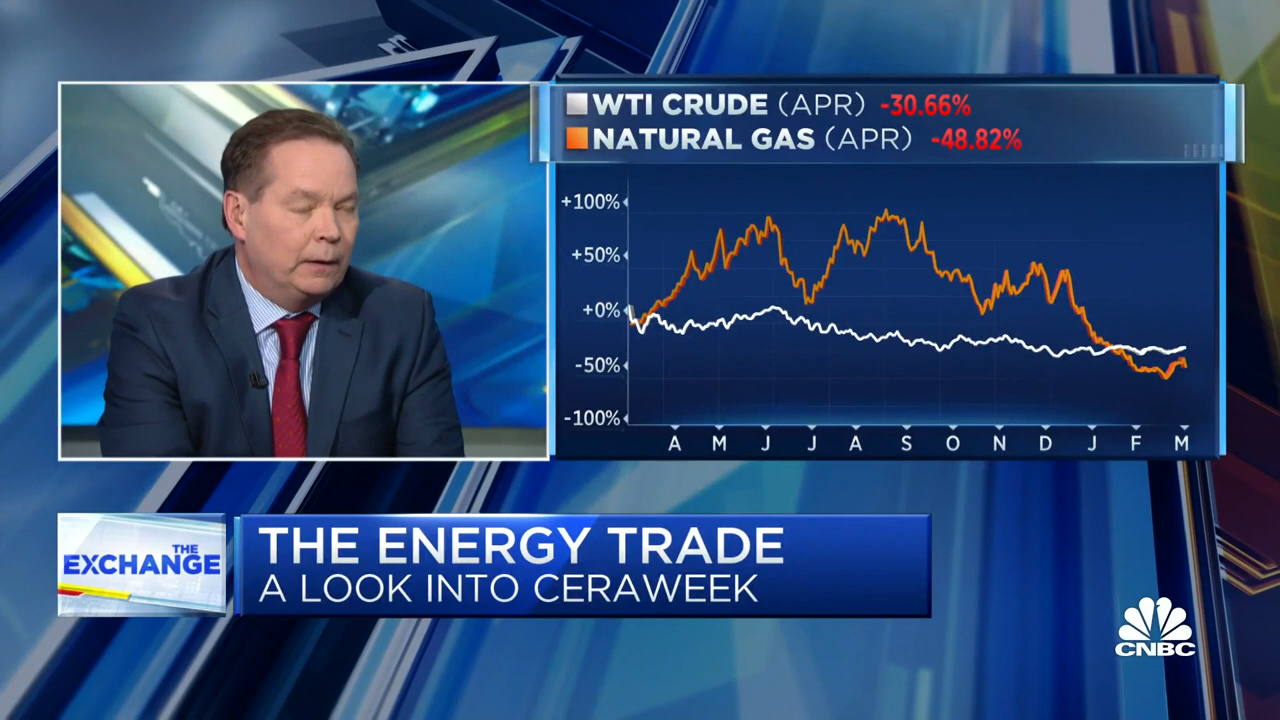 WTI CRUDE (APR) -30.66%
NATURAL GAS (APR) -48.82%
+100%
+50%
+0%
-50%
-100%
A M J J A S O N D J F M
THE
EXCHANGE
THE ENERGY TRADE
A LOOK INTO CERAWEEK
CNBC